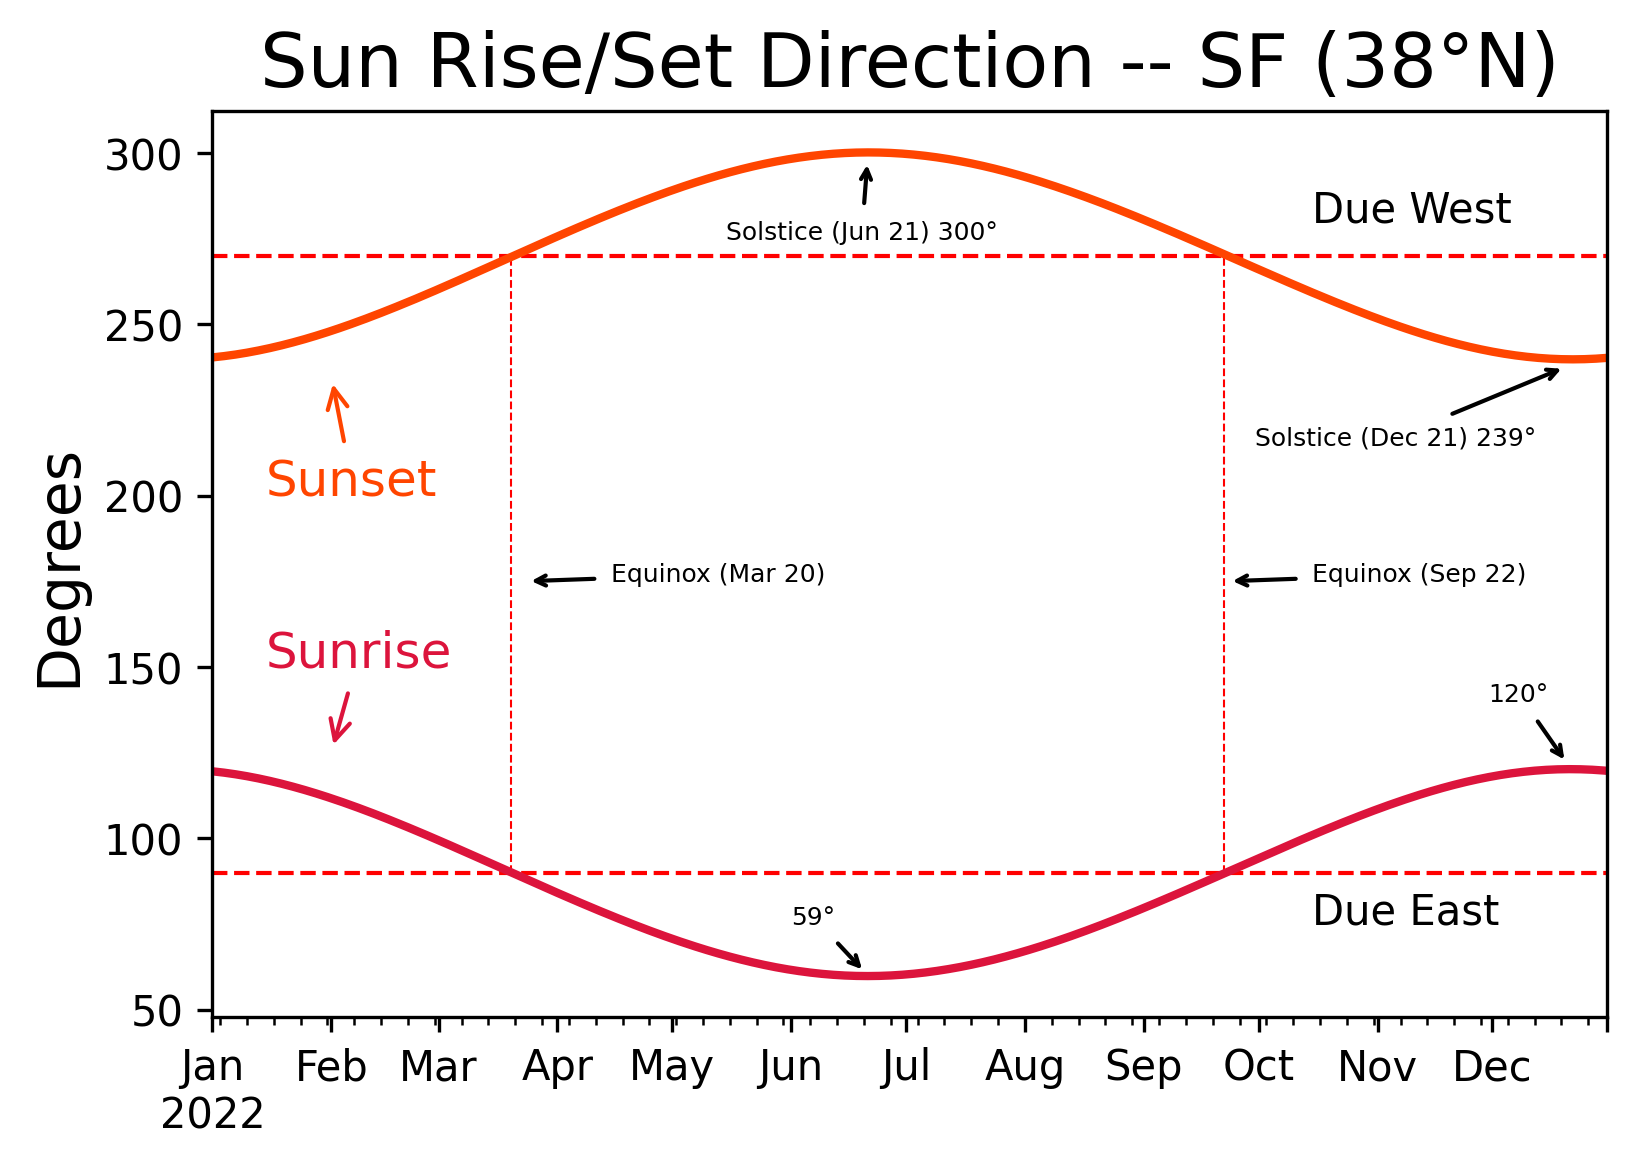 Sun Rise/Set Direction -- SF (38°N)
300
Due West
Solstice (Jun 21) 300°
250
Solstice (Dec 21) 239°
Sunset
200
Degrees
Equinox (Mar 20)
Equinox (Sep 22)
Sunrise
150
120°
100
59°
Due East
50
Jan Feb Mar Apr May Jun Jul Aug Sep Oct Nov Dec
2022